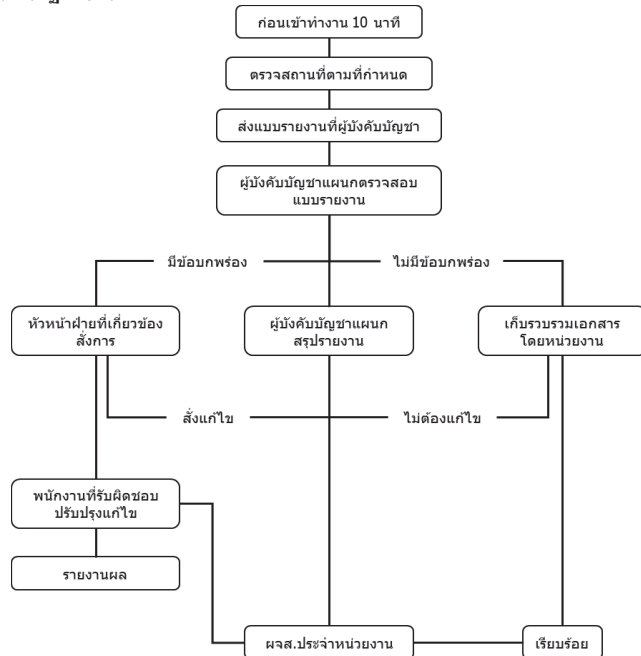 ก่อนเข้าทำงาน 10 นาที
ตรวจสถานที่ตามที่กำหนด
ส่งแบบรายงานที่ผู้บังคับบัญชา
ผู้บังคับบัญชาแผนกตรวจสอบ
แบบรายงาน
มีข้อบกพร่อง
ไม่มีข้อบกพร่อง
หัวหน้าฝ่ายที่เกี่ยวข้อง
สั่งการ
ผู้บังคับบัญชาแผนก
สรุปรายงาน
เก็บรวบรวมเอกสาร
โดยหน่วยงาน
สั่งแก้ไข
ไม่ต้องแก้ไข
พนักงานที่รับผิดชอบ
ปรับปรุงแก้ไข
รายงานผล
ผจส.ประจำหน่วยงาน
เรียบร้อย